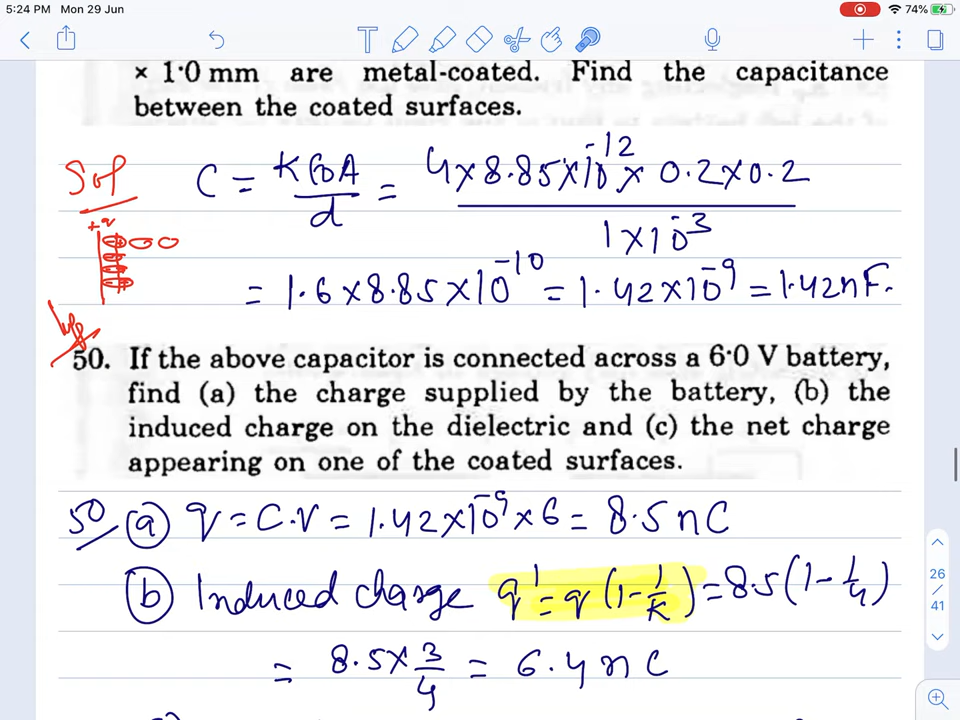 5:24 PM Mon 29 Jun
74%
× 1·0 mm are metal-coated. Find the capacitance
between the coated surfaces.
Sol C = Kε0A/d = 4×8.85×10^-12 × 0.2×0.2 / 1×10^-3
+q
= 1.6×8.85×10^-10 = 1.42×10^-9 = 1.42nF.
50. If the above capacitor is connected across a 6·0 V battery,
find (a) the charge supplied by the battery, (b) the
induced charge on the dielectric and (c) the net charge
appearing on one of the coated surfaces.
50 (a) q = C.V = 1.42×10^-9 × 6 = 8.5 nC
(b) Induced charge q' = q (1-1/K) = 8.5(1-1/4)
= 8.5×3/4 = 6.4 nC
26
/
41